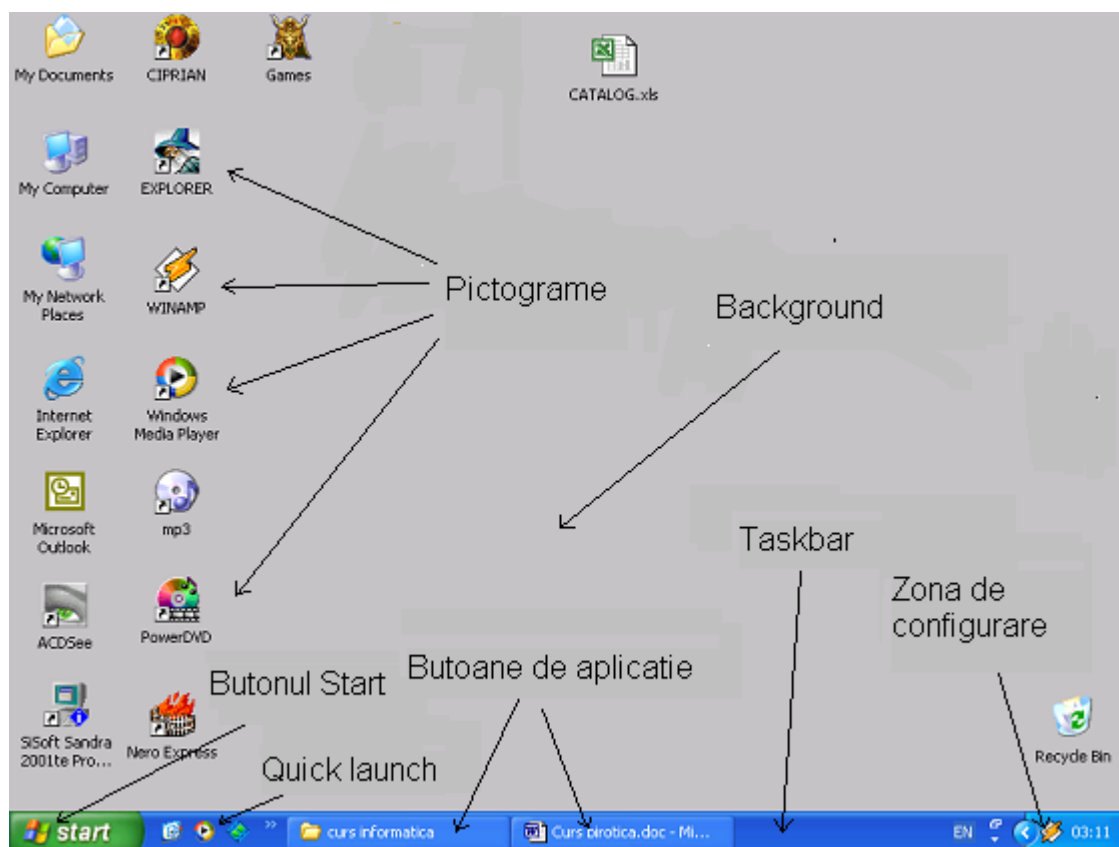 My Documents
CIPRIAN
Games
CATALOG.xls
My Computer
EXPLORER
My Network
Places
WINAMP
Pictograme
Background
Internet
Explorer
Windows
Media Player
Microsoft
Outlook
mp3
Taskbar
ACDSee
PowerDVD
Zona de
configurare
Butonul Start
Butoane de aplicatie
SiSoft Sandra
2001te Pro...
Nero Express
Quick launch
Recycle Bin
start
»
curs informatica
Curs birotica.doc - Mi...
EN
03:11